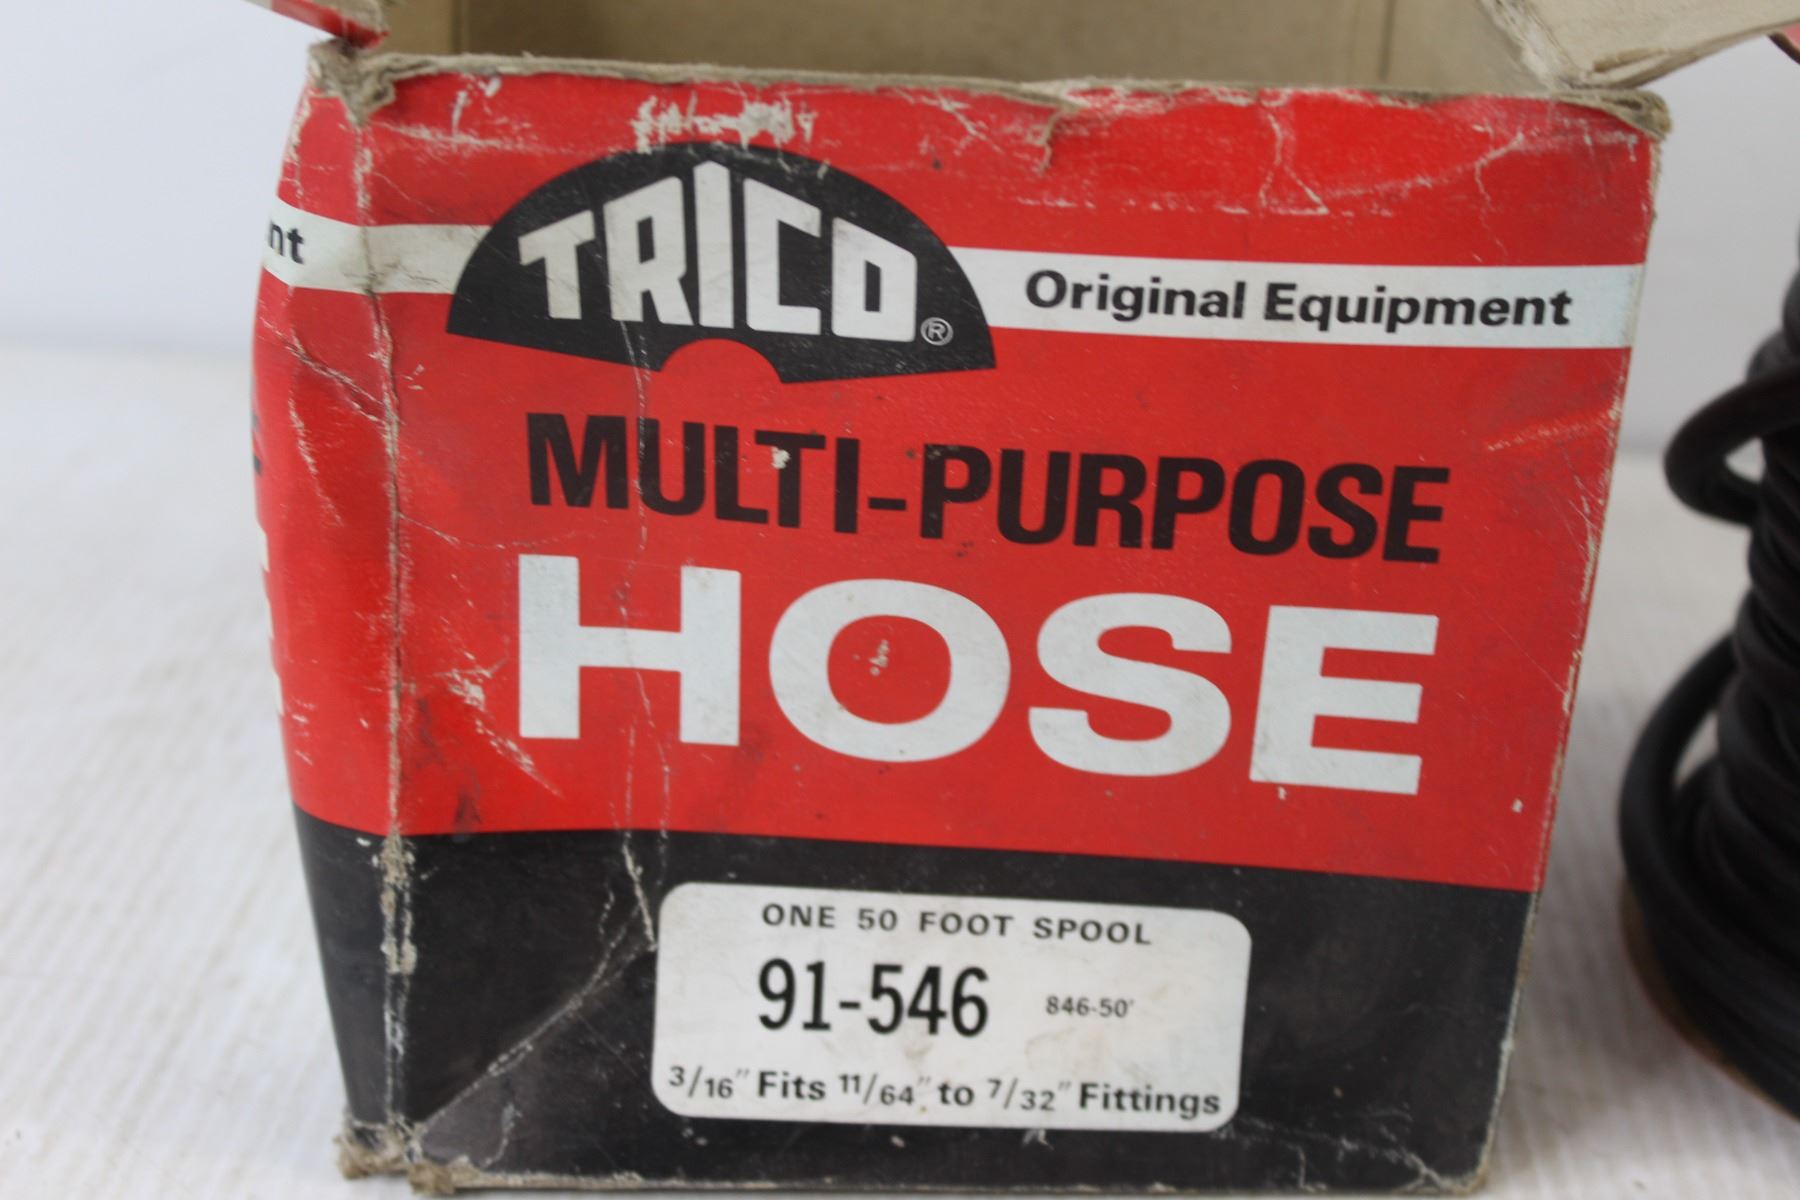 TRICO®
Original Equipment
nt
MULTI-PURPOSE
HOSE
ONE 50 FOOT SPOOL
91-546 846-50'
3/16" Fits 11/64" to 7/32" Fittings